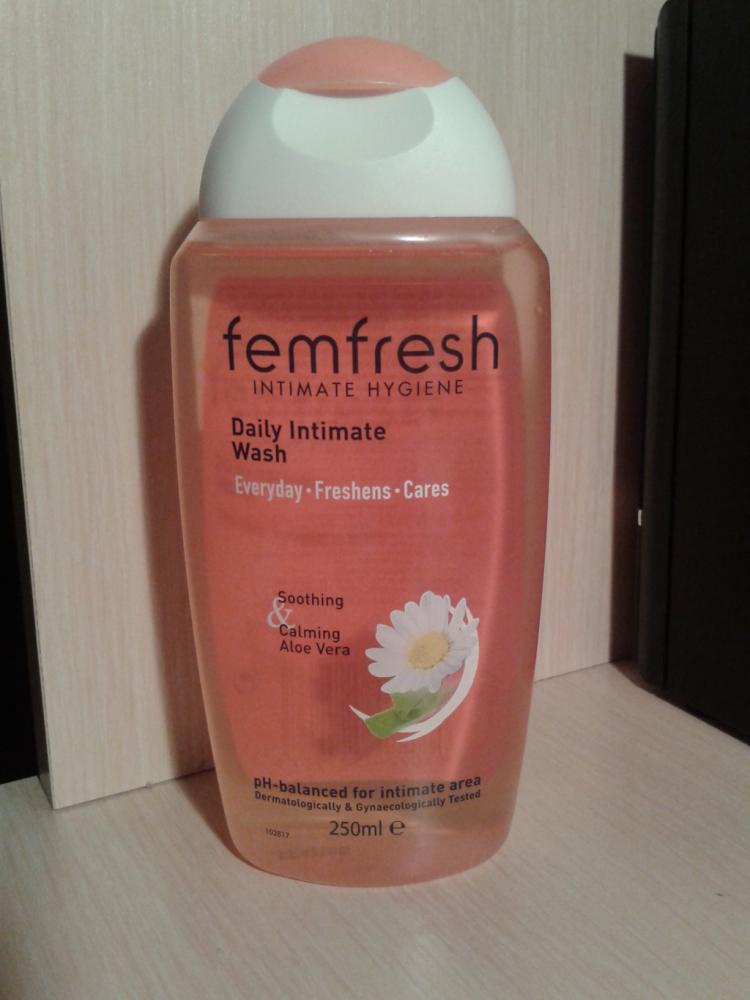 femfresh
INTIMATE HYGIENE
Daily Intimate
Wash
Everyday · Freshens · Cares
Soothing
&
Calming
Aloe Vera
pH-balanced for intimate area
Dermatologically & Gynaecologically Tested
102817
250ml ℮